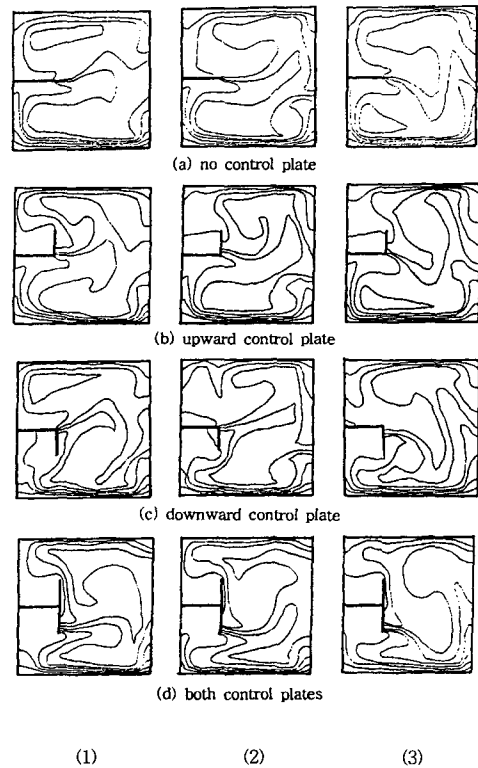 (a) no control plate
(b) upward control plate
(c) downward control plate
(d) both control plates
(1) (2) (3)